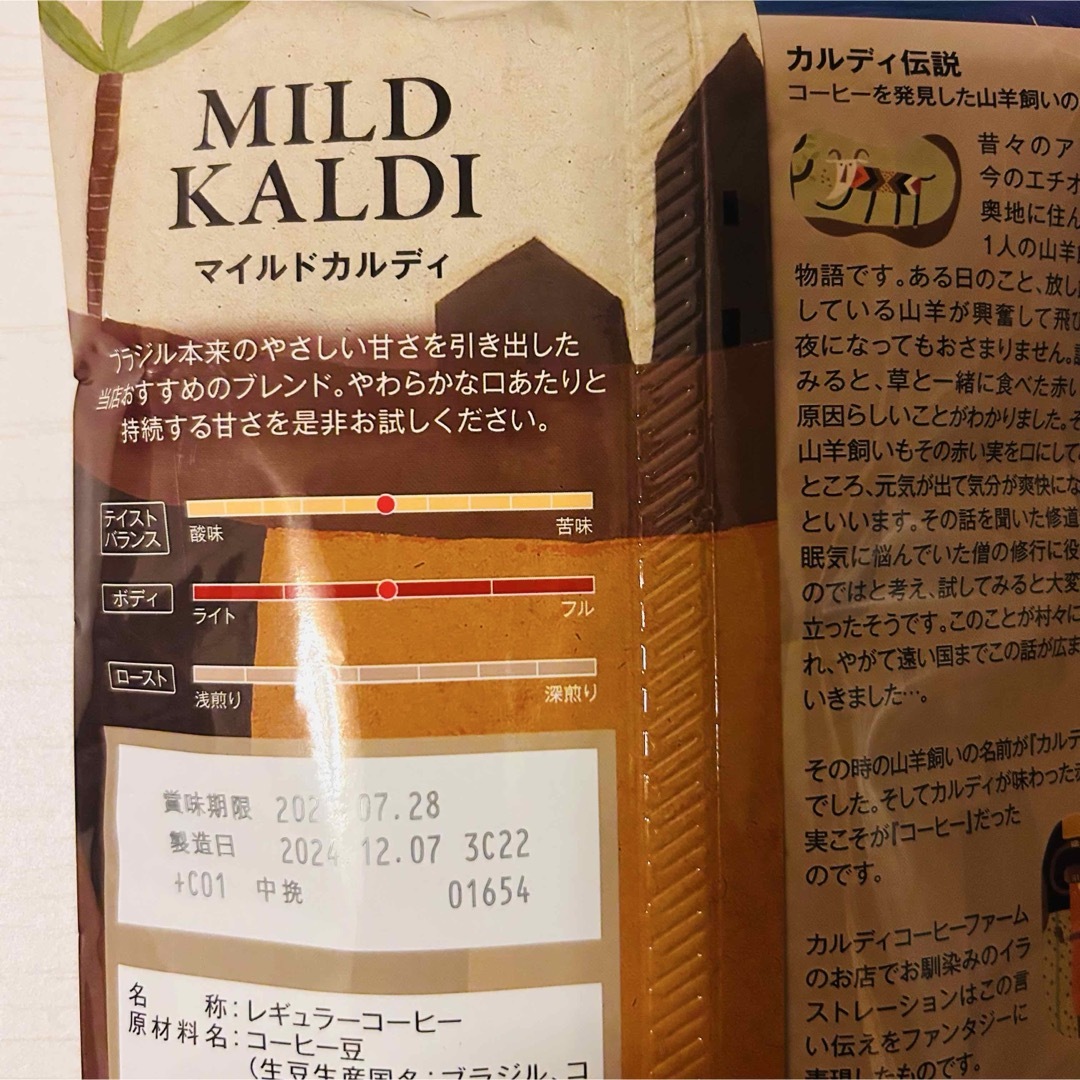 MILD
KALDI
マイルドカルディ
ブラジル本来のやさしい甘さを引き出した
当店おすすめのブレンド。やわらかな口あたりと
持続する甘さを是非お試しください。
テイスト
バランス
酸味
苦味
ボディ
ライト
フル
ロースト
浅煎り
深煎り
賞味期限 202 07.28
製造日 2024 12.07 3C22
+C01 中挽 01654
名 称：レギュラーコーヒー
原材料名：コーヒー豆
（生豆生産国名：ブラジル、コ
カルディ伝説
コーヒーを発見した山羊飼いの
昔々のア
今のエチオ
奥地に住ん
1人の山羊
物語です。ある日のこと、放し
している山羊が興奮して飛び
夜になってもおさまりません。
みると、草と一緒に食べた赤い
原因らしいことがわかりました。そ
山羊飼いもその赤い実を口にして
ところ、元気が出て気分が爽快にな
といいます。その話を聞いた修道
眠気に悩んでいた僧の修行に役
のではと考え、試してみると大変
立ったそうです。このことが村々に
れ、やがて遠い国までこの話が広ま
いきました…。
その時の山羊飼いの名前が『カルデ
でした。そしてカルディが味わった
実こそが『コーヒー』だった
のです。
カルディコーヒーファーム
のお店でお馴染みのイラ
ストレーションはこの言
い伝えをファンタジーに
表現したものです。